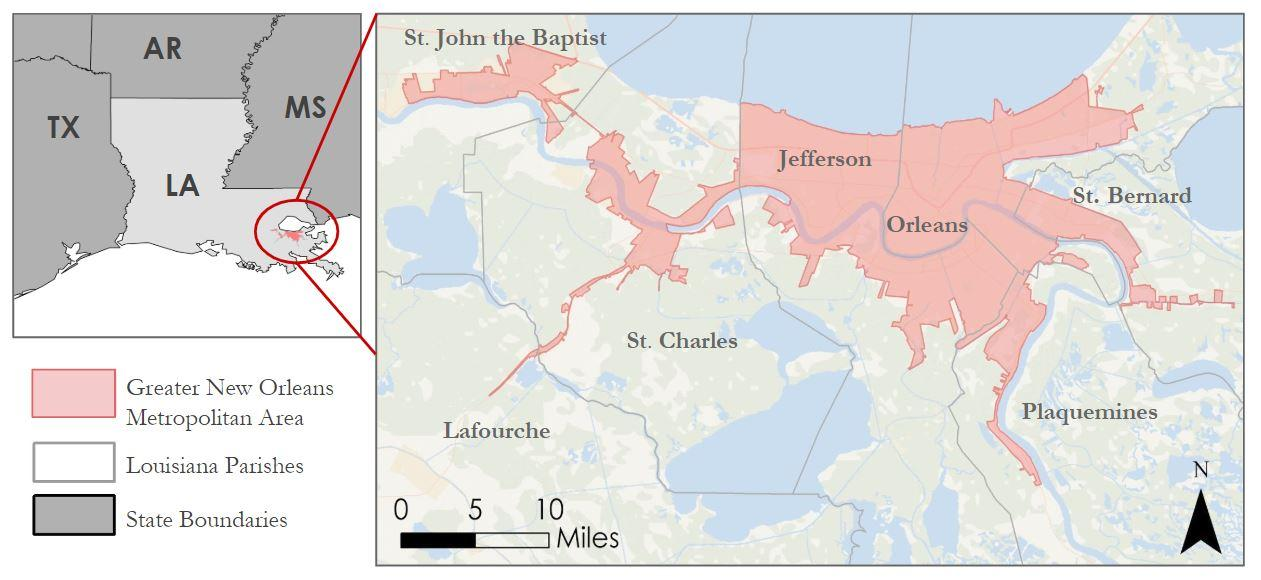 AR
TX
MS
LA
St. John the Baptist
Jefferson
St. Bernard
Orleans
St. Charles
Plaquemines
Lafourche
0 5 10
Miles
N
Greater New Orleans
Metropolitan Area
Louisiana Parishes
State Boundaries